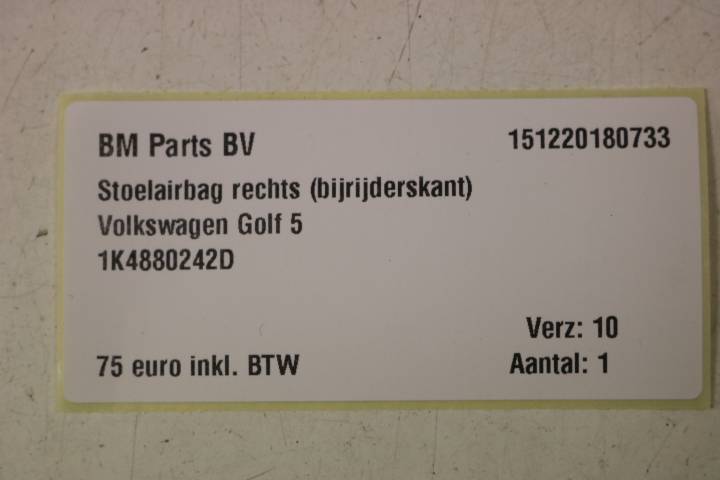 BM Parts BV 151220180733
Stoelairbag rechts (bijrijderskant)
Volkswagen Golf 5
1K4880242D
Verz: 10
75 euro inkl. BTW Aantal: 1